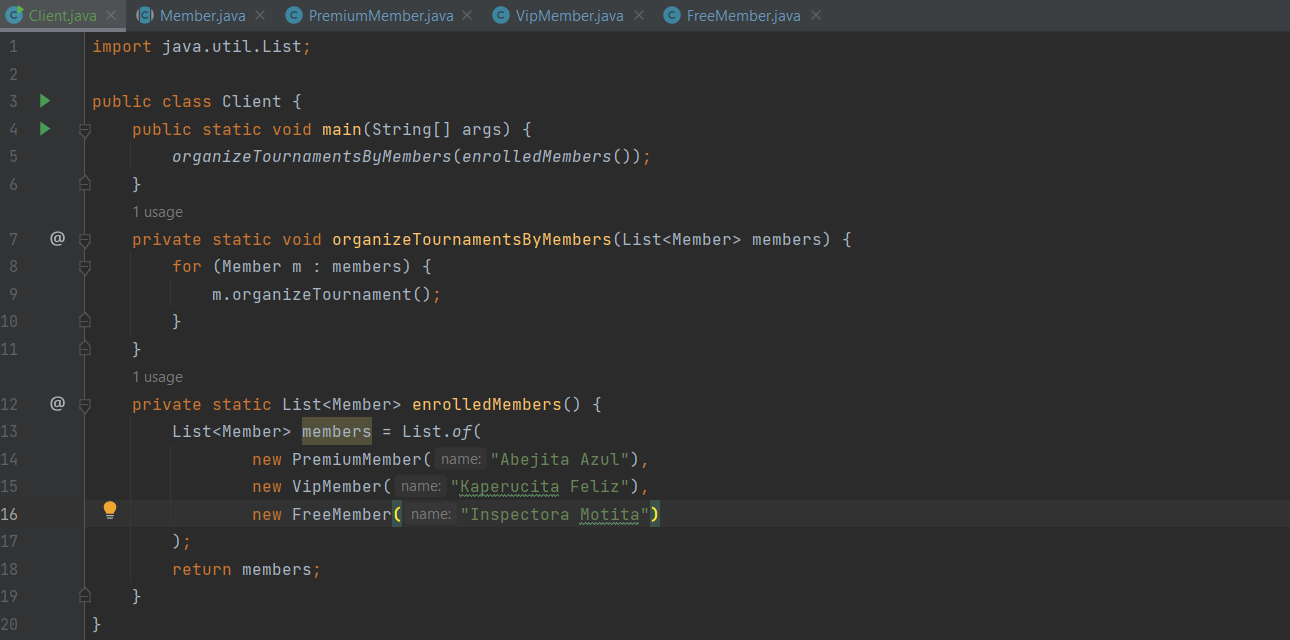 Client.java Member.java PremiumMember.java VipMember.java FreeMember.java
1 import java.util.List;
2
3 public class Client {
4 public static void main(String[] args) {
5 organizeTournamentsByMembers(enrolledMembers());
6 }
1 usage
7 @ private static void organizeTournamentsByMembers(List<Member> members) {
8 for (Member m : members) {
9 m.organizeTournament();
10 }
11 }
1 usage
12 @ private static List<Member> enrolledMembers() {
13 List<Member> members = List.of(
14 new PremiumMember( name: "Abejita Azul"),
15 new VipMember( name: "Kaperucita Feliz"),
16 new FreeMember( name: "Inspectora Motita")
17 );
18 return members;
19 }
20 }